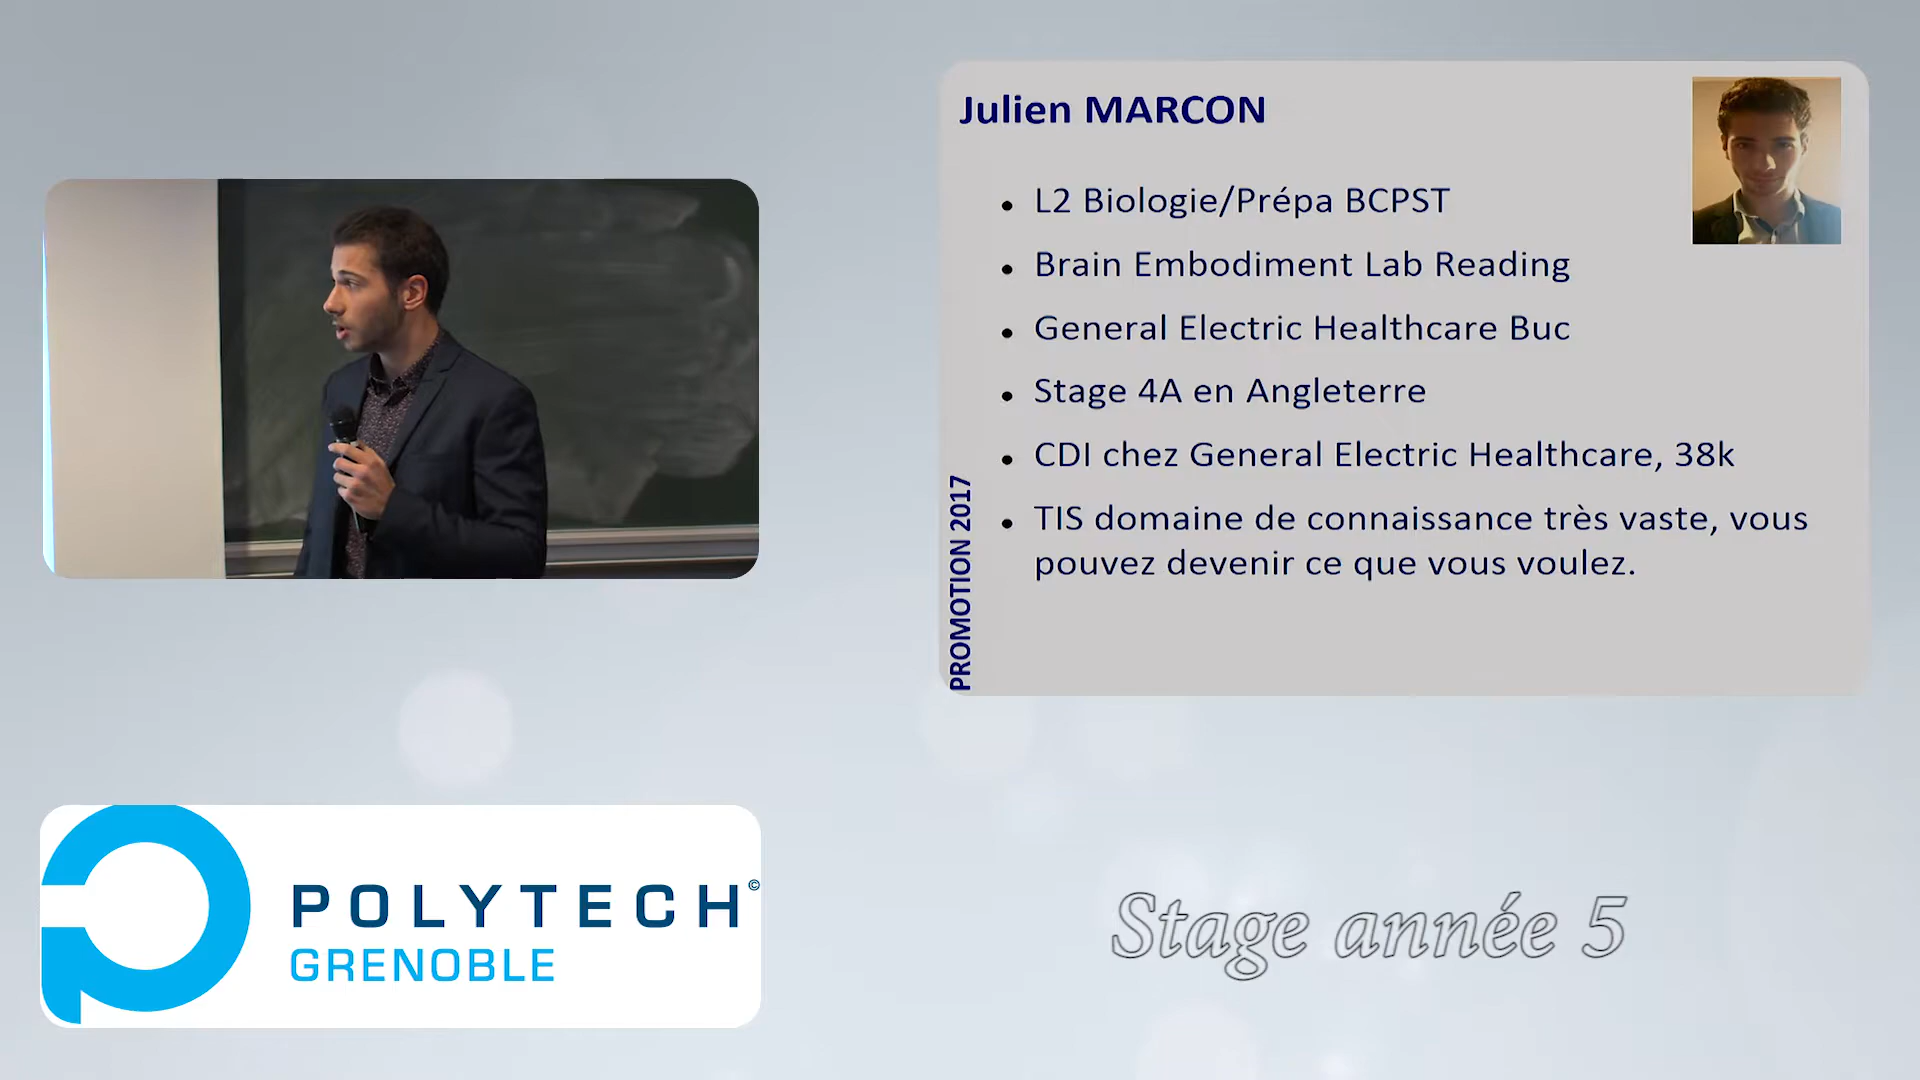 Julien MARCON
L2 Biologie/Prépa BCPST
Brain Embodiment Lab Reading
General Electric Healthcare Buc
Stage 4A en Angleterre
CDI chez General Electric Healthcare, 38k
TIS domaine de connaissance très vaste, vous
pouvez devenir ce que vous voulez.
PROMOTION 2017
POLYTECH©
GRENOBLE
Stage année 5